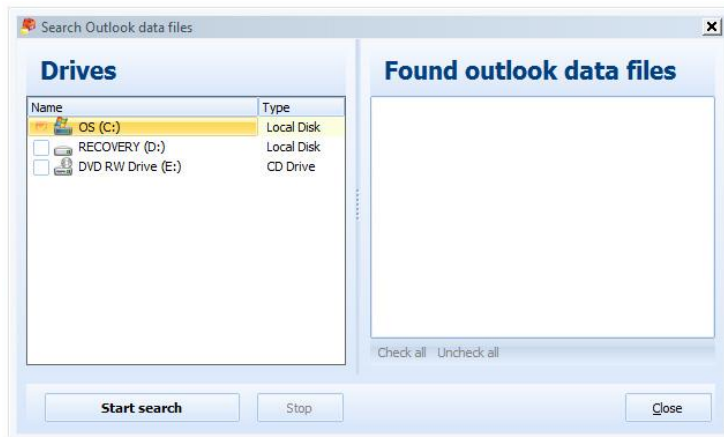 Search Outlook data files
Drives
Name Type
OS (C:) Local Disk
RECOVERY (D:) Local Disk
DVD RW Drive (E:) CD Drive
Found outlook data files
Check all Uncheck all
Start search Stop Close